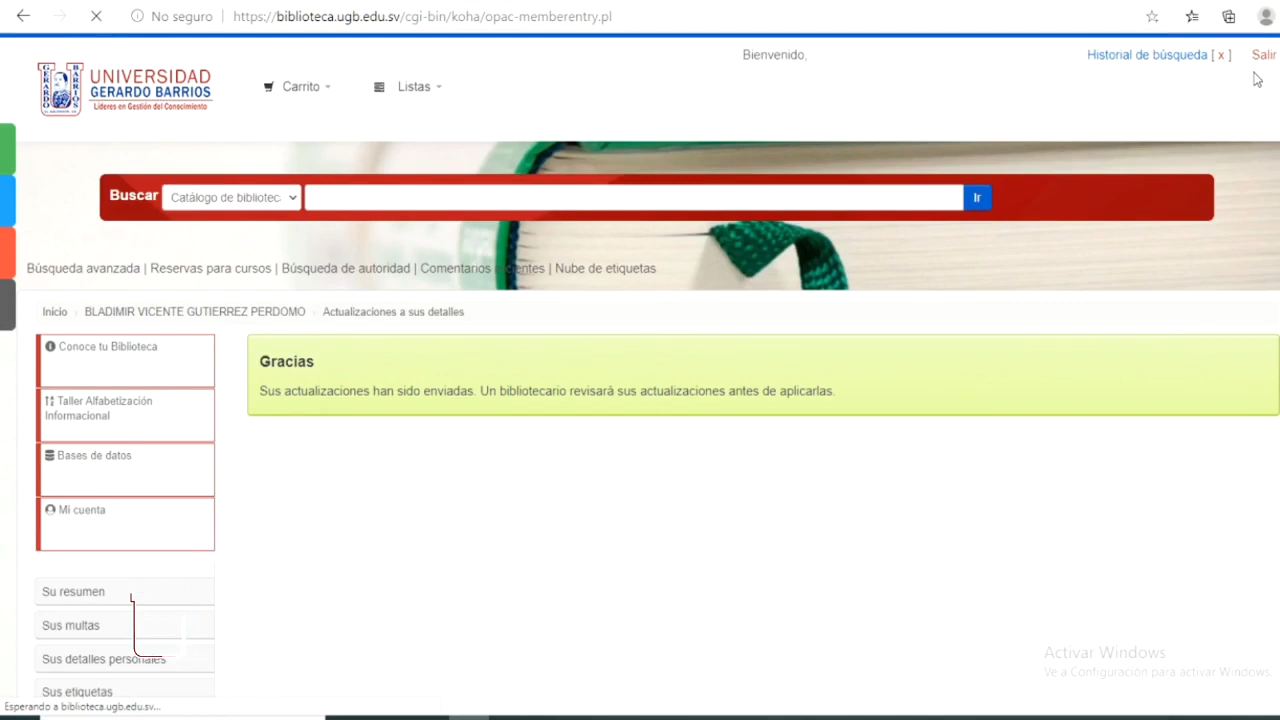 No seguro https://biblioteca.ugb.edu.sv/cgi-bin/koha/opac-memberentry.pl
Bienvenido, Historial de búsqueda [ x ] Salir
GERARDO BARRIOS
UNIVERSIDAD
GERARDO BARRIOS
Líderes en Gestión del Conocimiento
Carrito Listas
Buscar Catálogo de bibliotec Ir
Búsqueda avanzada | Reservas para cursos | Búsqueda de autoridad | Comentarios recientes | Nube de etiquetas
Inicio › BLADIMIR VICENTE GUTIERREZ PERDOMO › Actualizaciones a sus detalles
Conoce tu Biblioteca
Taller Alfabetización
Informacional
Bases de datos
Mi cuenta
Gracias
Sus actualizaciones han sido enviadas. Un bibliotecario revisará sus actualizaciones antes de aplicarlas.
Su resumen
Sus multas
Sus detalles personales
Sus etiquetas
Activar Windows
Ve a Configuración para activar Windows.
Esperando a biblioteca.ugb.edu.sv...